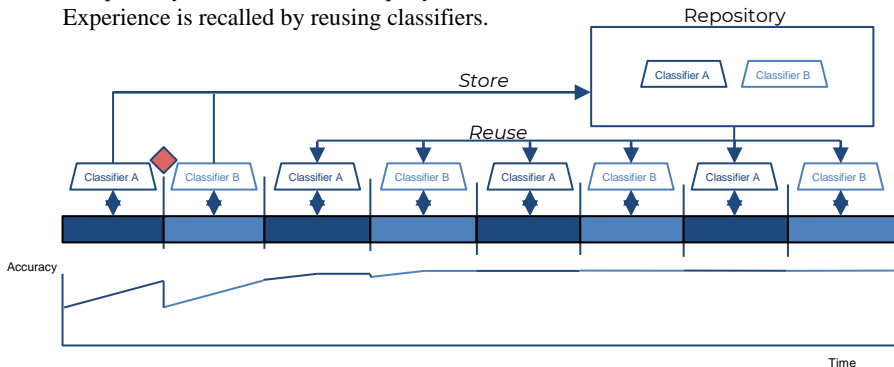 Experience is recalled by reusing classifiers.
Repository
Classifier A
Classifier B
Store
Reuse
Classifier A
Classifier B
Classifier A
Classifier B
Classifier A
Classifier B
Classifier A
Classifier B
Accuracy
Time